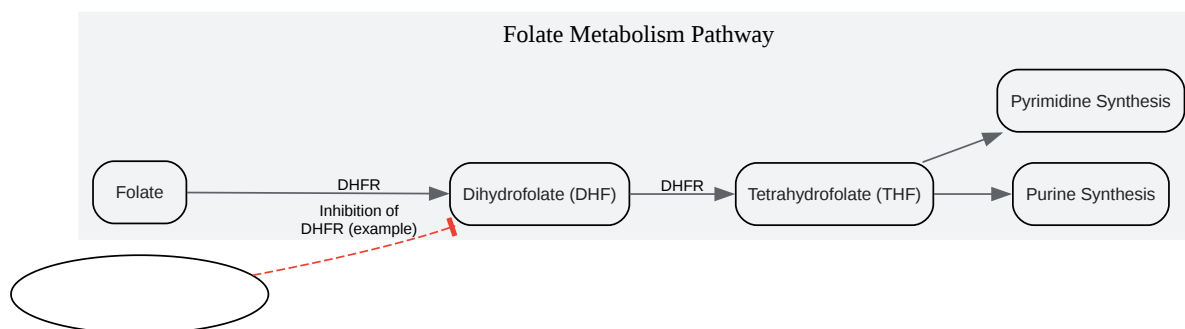 Folate Metabolism Pathway
Pyrimidine Synthesis
Folate
DHFR
Dihydrofolate (DHF)
DHFR
Tetrahydrofolate (THF)
Purine Synthesis
Inhibition of
DHFR (example)